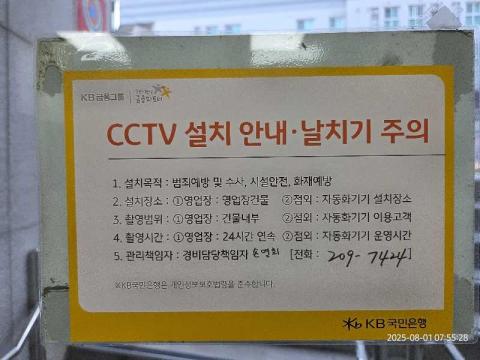 KB금융그룹
CCTV 설치 안내·날치기 주의
1. 설치목적 : 범죄예방 및 수사, 시설안전, 화재예방
2. 설치장소 : ①영업장 : 영업장건물 ②점외 : 자동화기기 설치장소
3. 촬영범위 : ①영업장 : 건물내부 ②점외 : 자동화기기 이용고객
4. 촬영시간 : ①영업장 : 24시간 연속 ②점외 : 자동화기기 운영시간
5. 관리책임자 : 경비담당책임자 [전화 : 209-7424]
※KB국민은행은 개인정보보호법령을 준수합니다.
KB국민은행
2025-08-01 07:55:28